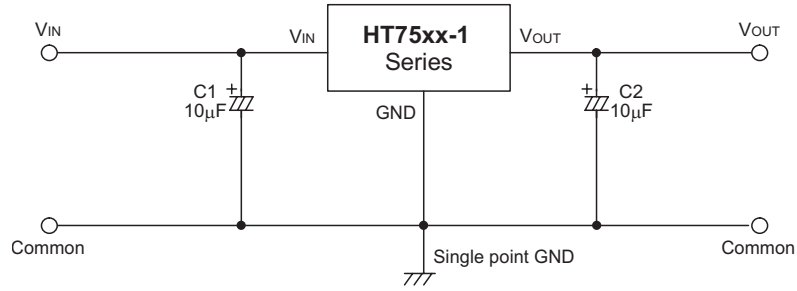 VIN
VIN
HT75xx-1
Series
VOUT
VOUT
C1
10μF
+
GND
+
C2
10μF
Common
Single point GND
Common